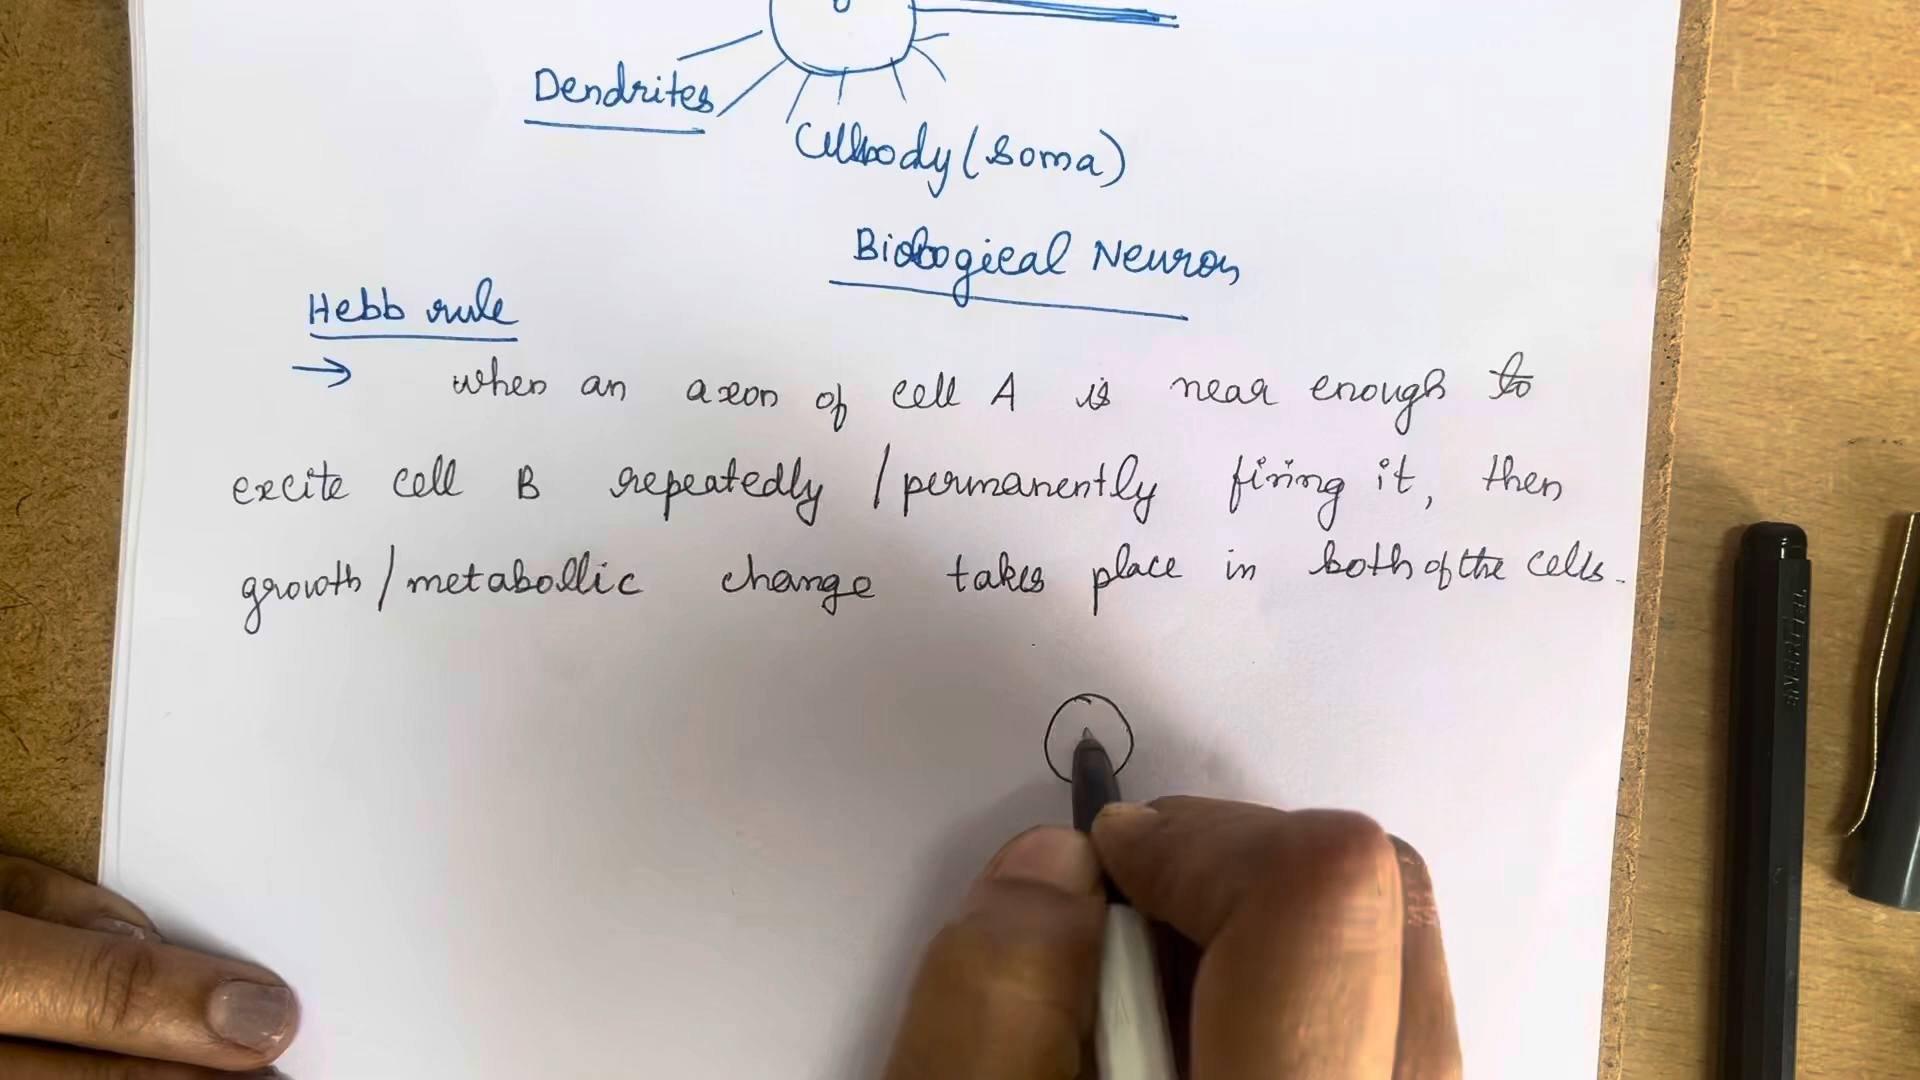 Dendrites
Cellbody (soma)
Biological Neuron
Hebb rule
→ when an axon of cell A is near enough to
excite cell B repeatedly / permanently firing it, then
growth / metabollic change takes place in both of the cells.